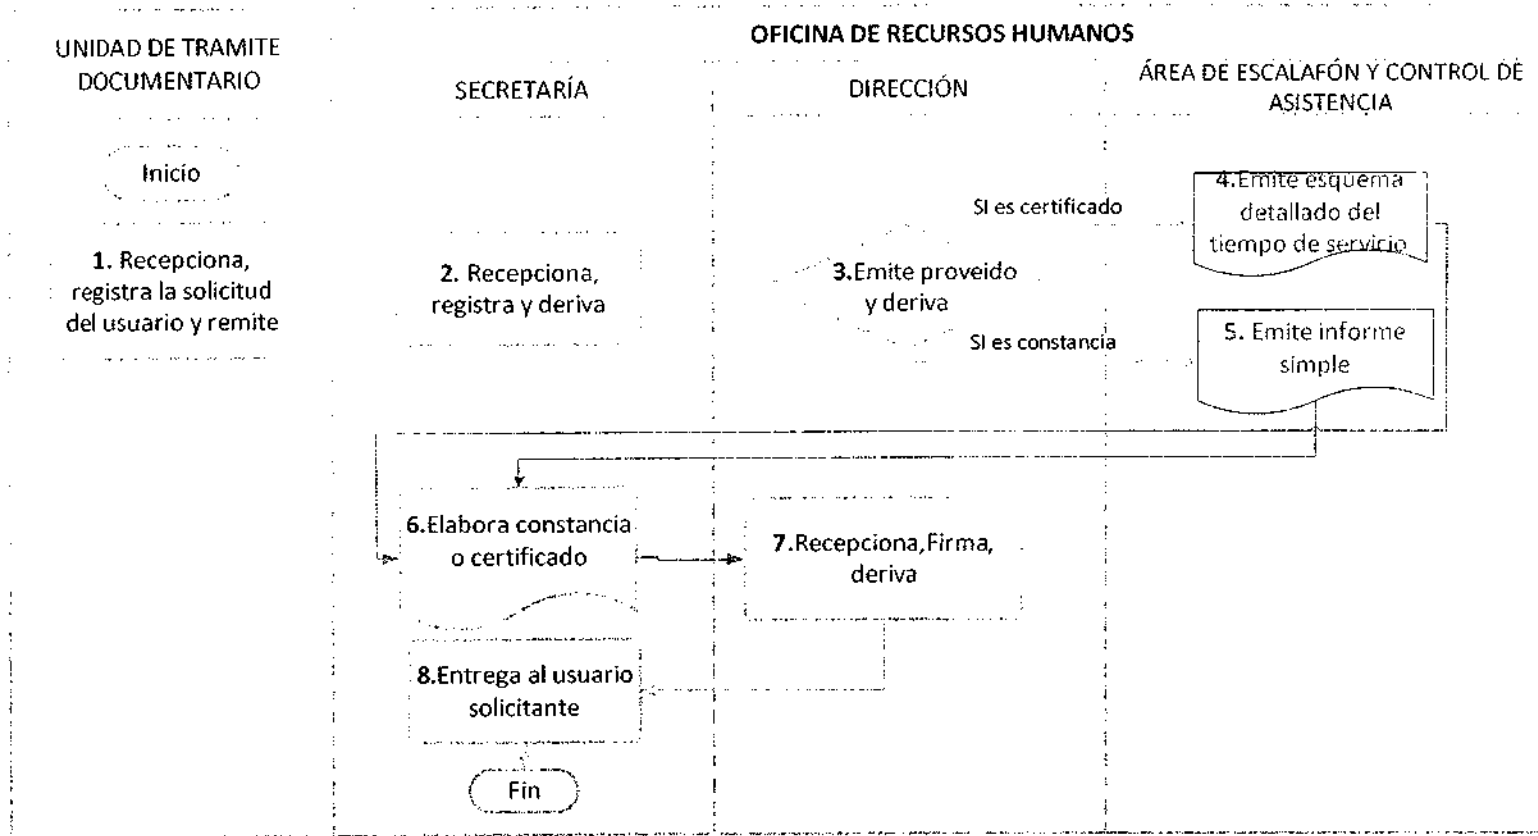 OFICINA DE RECURSOS HUMANOS
UNIDAD DE TRAMITE
DOCUMENTARIO
SECRETARÍA
DIRECCIÓN
ÁREA DE ESCALAFÓN Y CONTROL DE
ASISTENCIA
Inicio
1. Recepciona,
registra la solicitud
del usuario y remite
2. Recepciona,
registra y deriva
3.Emite proveido
y deriva
SI es certificado
SI es constancia
4.Emite esquema
detallado del
tiempo de servicio
5. Emite informe
simple
6.Elabora constancia
o certificado
7.Recepciona,Firma,
deriva
8.Entrega al usuario
solicitante
Fin